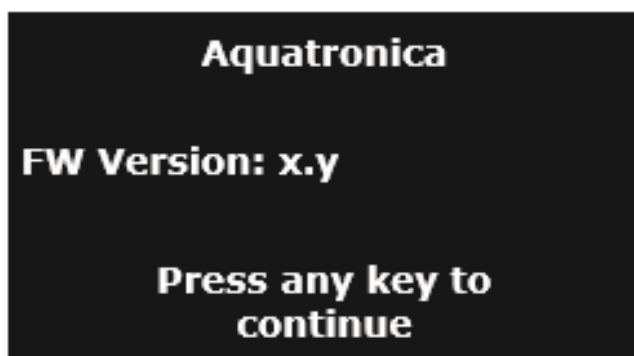 Aquatronica
FW Version: x.y
Press any key to
continue